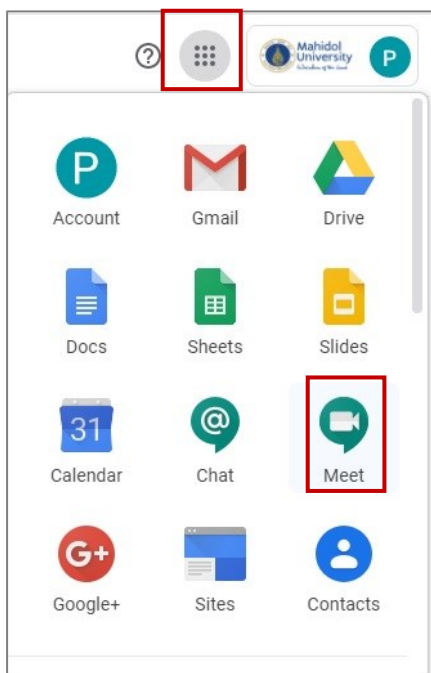 ?
Mahidol
University
P
P
Account
Gmail
Drive
Docs
Sheets
Slides
31
@
Calendar
Chat
Meet
G+
Google+
Sites
Contacts